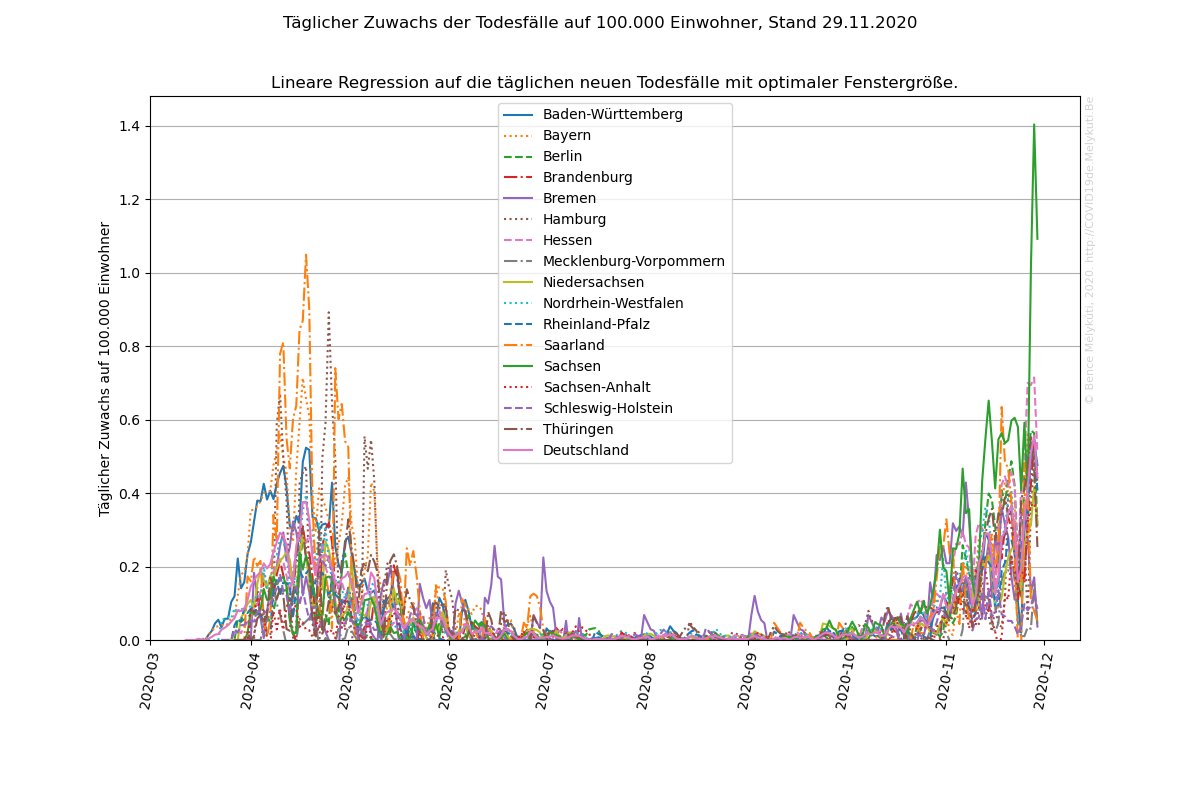 Täglicher Zuwachs der Todesfälle auf 100.000 Einwohner, Stand 29.11.2020
Lineare Regression auf die täglichen neuen Todesfälle mit optimaler Fenstergröße.
Täglicher Zuwachs auf 100.000 Einwohner
1.4
1.2
1.0
0.8
0.6
0.4
0.2
0.0
Baden-Württemberg
Bayern
Berlin
Brandenburg
Bremen
Hamburg
Hessen
Mecklenburg-Vorpommern
Niedersachsen
Nordrhein-Westfalen
Rheinland-Pfalz
Saarland
Sachsen
Sachsen-Anhalt
Schleswig-Holstein
Thüringen
Deutschland
2020-03
2020-04
2020-05
2020-06
2020-07
2020-08
2020-09
2020-10
2020-11
2020-12
© Bence Mélykúti, 2020. http://COVID19de.Melykuti.Be